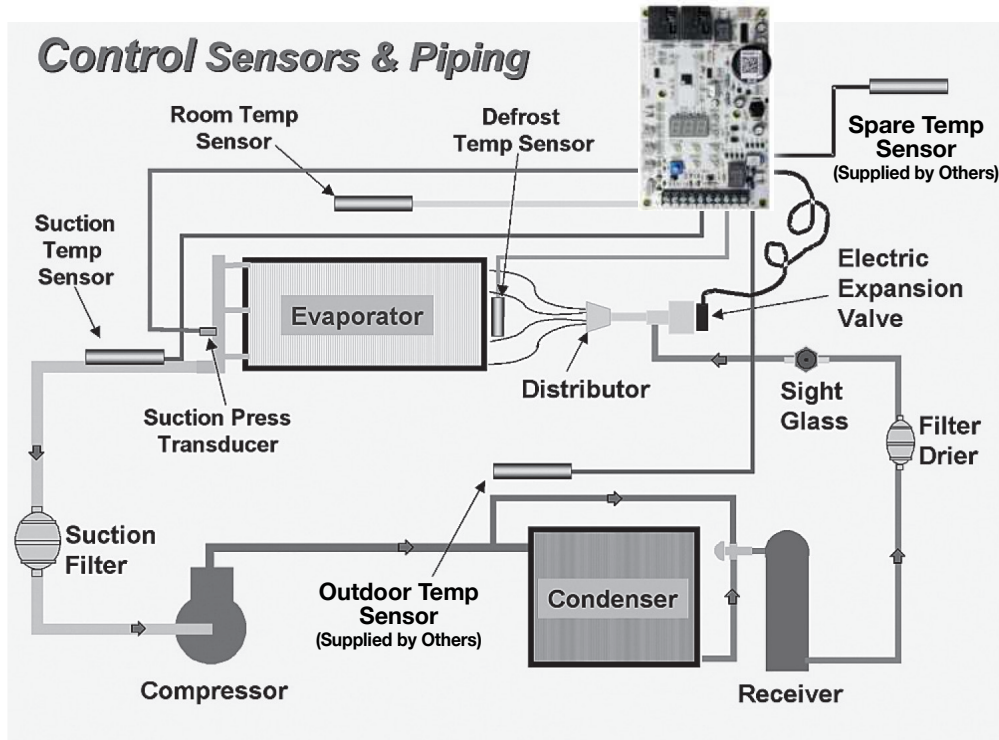 Control Sensors & Piping
Room Temp
Sensor
Defrost
Temp Sensor
Spare Temp
Sensor
(Supplied by Others)
Suction
Temp
Sensor
Electric
Expansion
Valve
Evaporator
Distributor
Sight
Glass
Suction Press
Transducer
Filter
Drier
Suction
Filter
Outdoor Temp
Sensor
(Supplied by Others)
Condenser
Compressor
Receiver